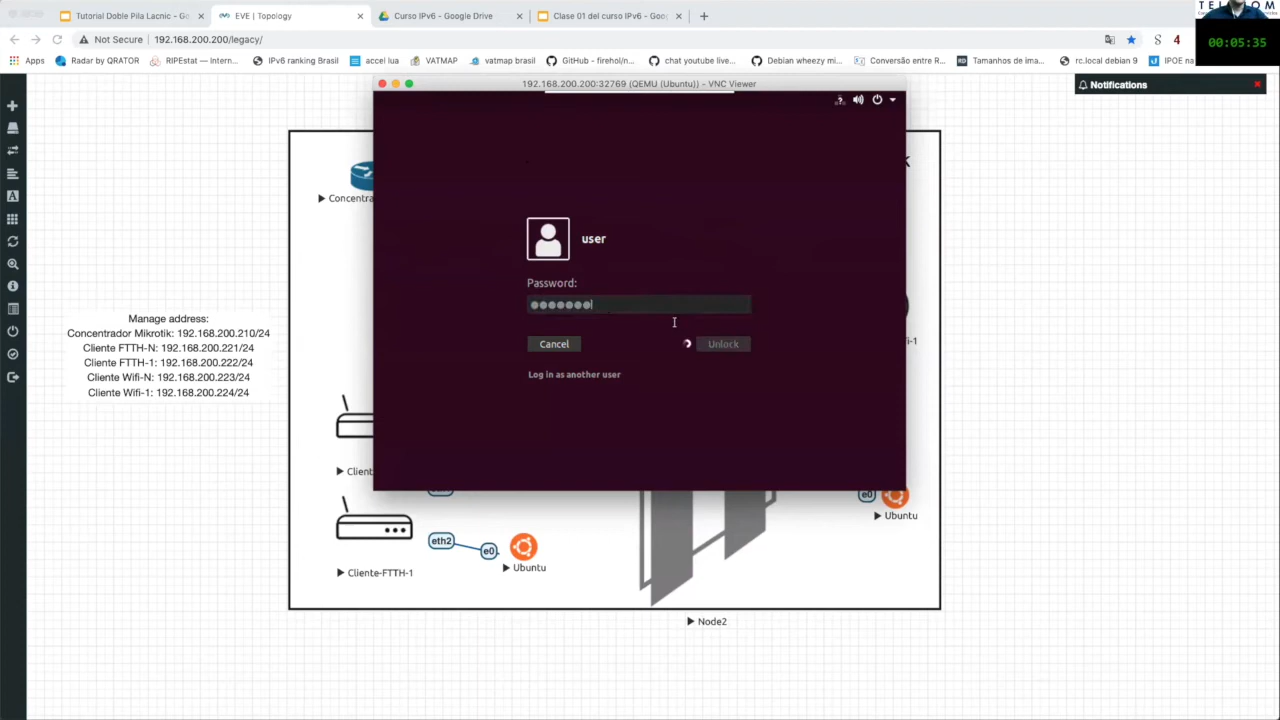 Tutorial Doble Pila Lacnic - Go
EVE | Topology
Curso IPv6 - Google Drive
Clase 01 del curso IPv6 - Goo
00:05:35
Not Secure | 192.168.200.200/legacy/
Apps
Radar by QRATOR
RIPEstat — Intern...
IPv6 ranking Brasil
accel lua
VATMAP
vatmap brasil
GitHub - firehol/n...
chat youtube live...
Debian wheezy mi...
Conversão entre R...
Tamanhos de ima...
rc.local debian 9
IPOE na
192.168.200.200:32769 (QEMU (Ubuntu)) - VNC Viewer
Notifications
Concentra
user
Password:
Cancel
Unlock
Log in as another user
Manage address:
Concentrador Mikrotik: 192.168.200.210/24
Cliente FTTH-N: 192.168.200.221/24
Cliente FTTH-1: 192.168.200.222/24
Cliente Wifi-N: 192.168.200.223/24
Cliente Wifi-1: 192.168.200.224/24
Client
e0
Ubuntu
eth2
e0
Ubuntu
Cliente-FTTH-1
Node2